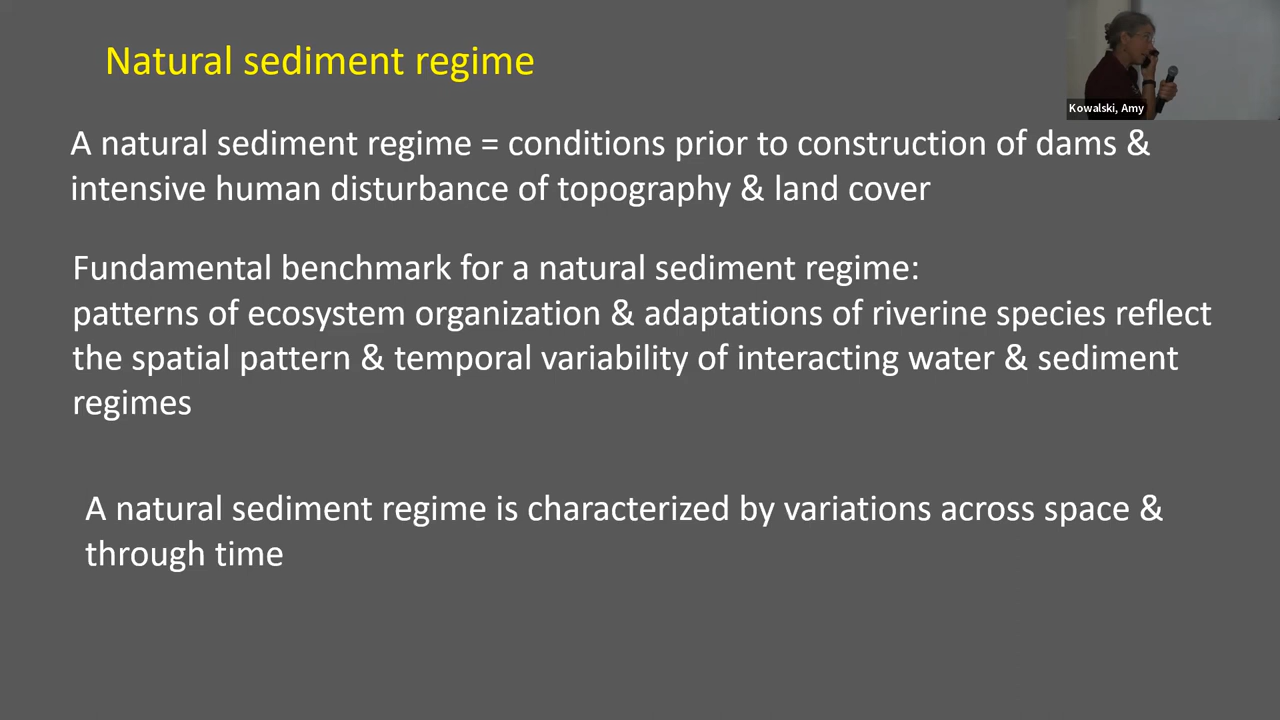 Natural sediment regime
Kowalski, Amy
A natural sediment regime = conditions prior to construction of dams &
intensive human disturbance of topography & land cover
Fundamental benchmark for a natural sediment regime:
patterns of ecosystem organization & adaptations of riverine species reflect
the spatial pattern & temporal variability of interacting water & sediment
regimes
A natural sediment regime is characterized by variations across space &
through time